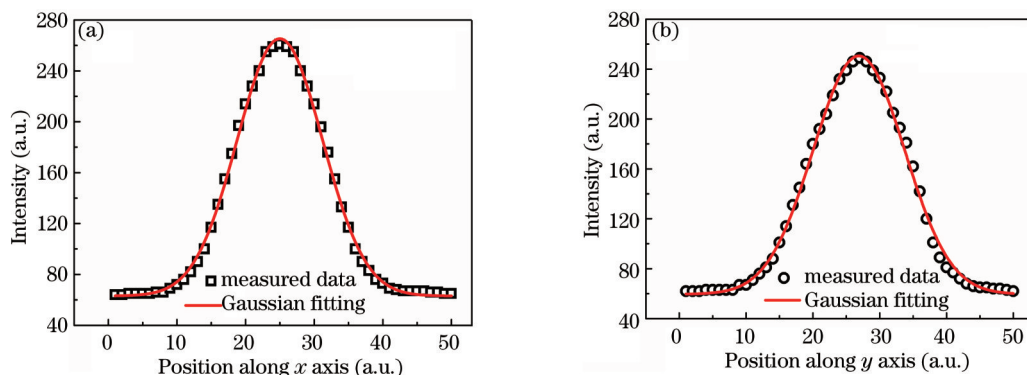 (a)
280
240
200
160
120
80
40
Intensity (a.u.)
measured data
Gaussian fitting
0 10 20 30 40 50
Position along x axis (a.u.)
(b)
280
240
200
160
120
80
40
Intensity (a.u.)
measured data
Gaussian fitting
0 10 20 30 40 50
Position along y axis (a.u.)